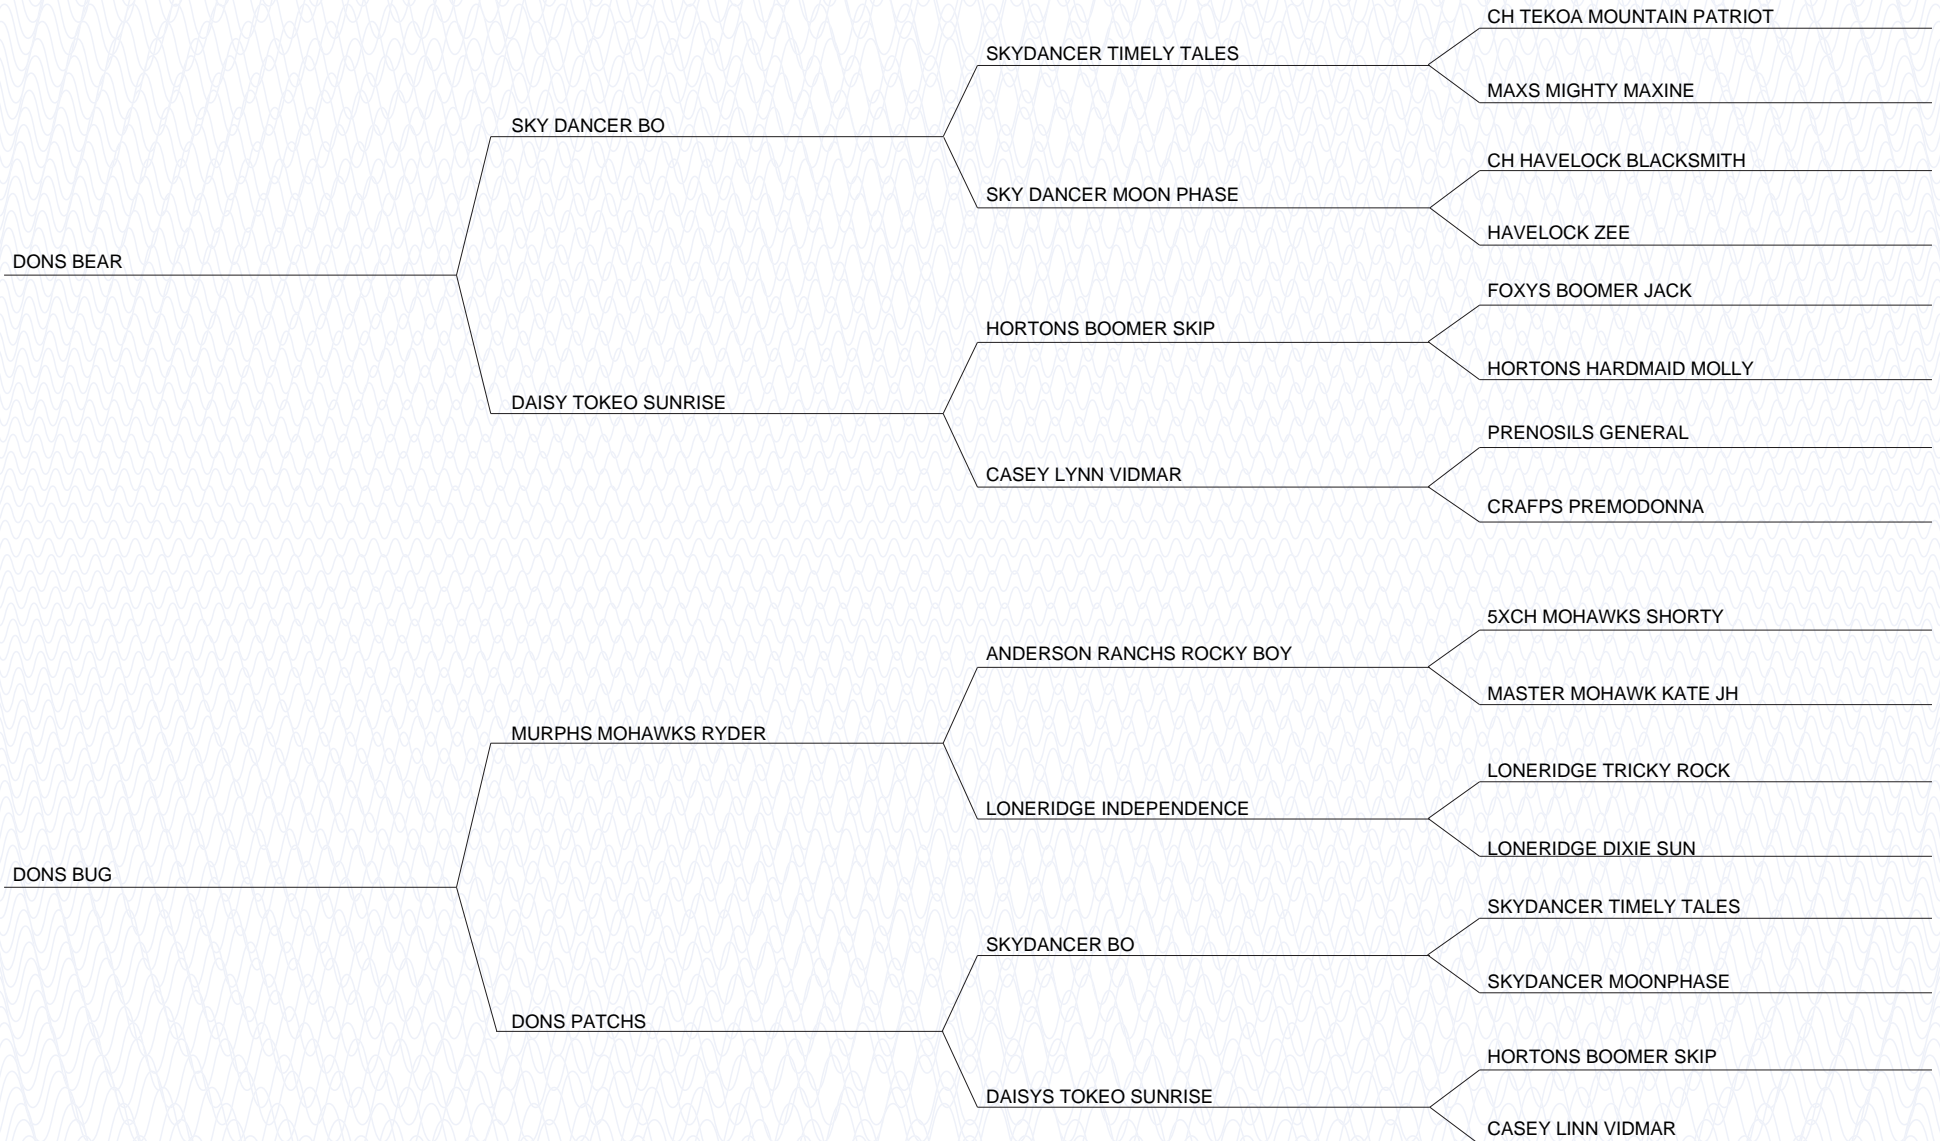 CH TEKOA MOUNTAIN PATRIOT
SKYDANCER TIMELY TALES
MAXS MIGHTY MAXINE
SKY DANCER BO
CH HAVELOCK BLACKSMITH
SKY DANCER MOON PHASE
HAVELOCK ZEE
DONS BEAR
FOXYS BOOMER JACK
HORTONS BOOMER SKIP
HORTONS HARDMAID MOLLY
DAISY TOKEO SUNRISE
PRENOSILS GENERAL
CASEY LYNN VIDMAR
CRAFPS PREMODONNA
5XCH MOHAWKS SHORTY
ANDERSON RANCHS ROCKY BOY
MASTER MOHAWK KATE JH
MURPHS MOHAWKS RYDER
LONERIDGE TRICKY ROCK
LONERIDGE INDEPENDENCE
LONERIDGE DIXIE SUN
DONS BUG
SKYDANCER TIMELY TALES
SKYDANCER BO
SKYDANCER MOONPHASE
DONS PATCHS
HORTONS BOOMER SKIP
DAISYS TOKEO SUNRISE
CASEY LINN VIDMAR